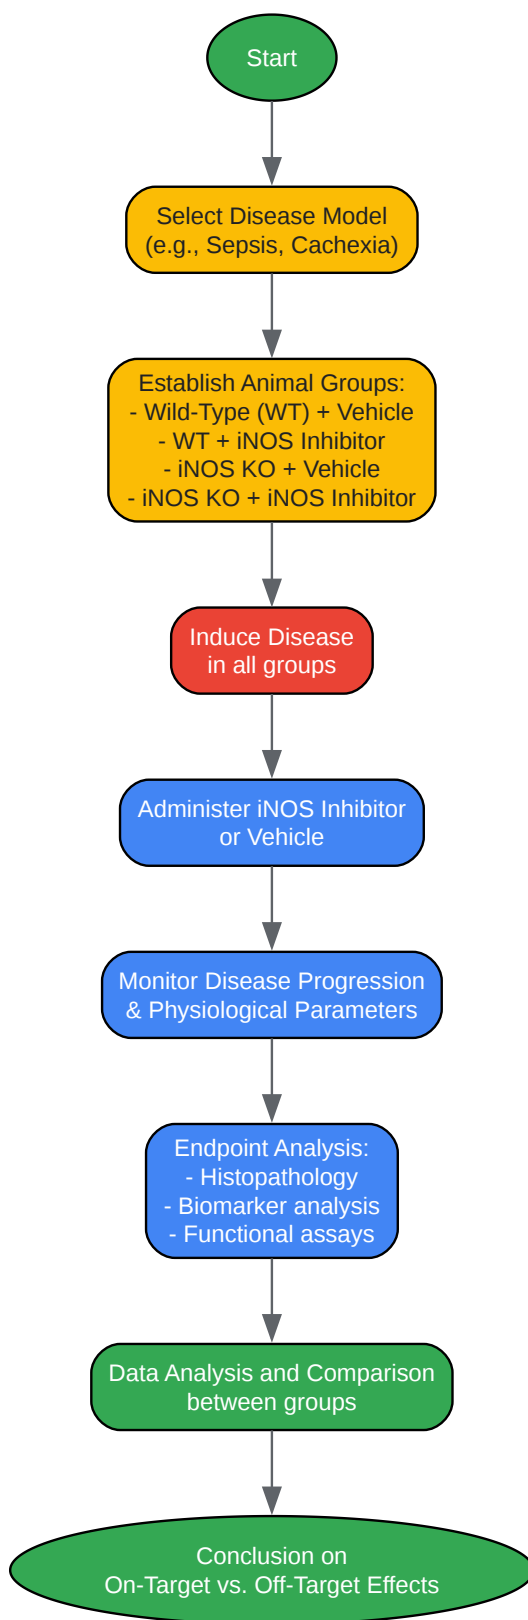 Start
Select Disease Model
(e.g., Sepsis, Cachexia)
Establish Animal Groups:
- Wild-Type (WT) + Vehicle
- WT + iNOS Inhibitor
- iNOS KO + Vehicle
- iNOS KO + iNOS Inhibitor
Induce Disease
in all groups
Administer iNOS Inhibitor
or Vehicle
Monitor Disease Progression
& Physiological Parameters
Endpoint Analysis:
- Histopathology
- Biomarker analysis
- Functional assays
Data Analysis and Comparison
between groups
Conclusion on
On-Target vs. Off-Target Effects